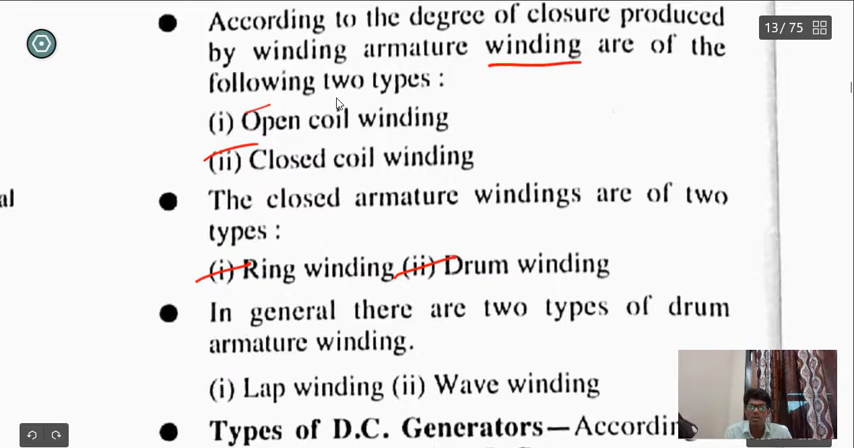 According to the degree of closure produced
by winding armature winding are of the
following two types :
(i) Open coil winding
(ii) Closed coil winding
The closed armature windings are of two
types :
(i) Ring winding (ii) Drum winding
In general there are two types of drum
armature winding.
(i) Lap winding (ii) Wave winding
Types of D.C. Generators—Accordin
al
13 / 75